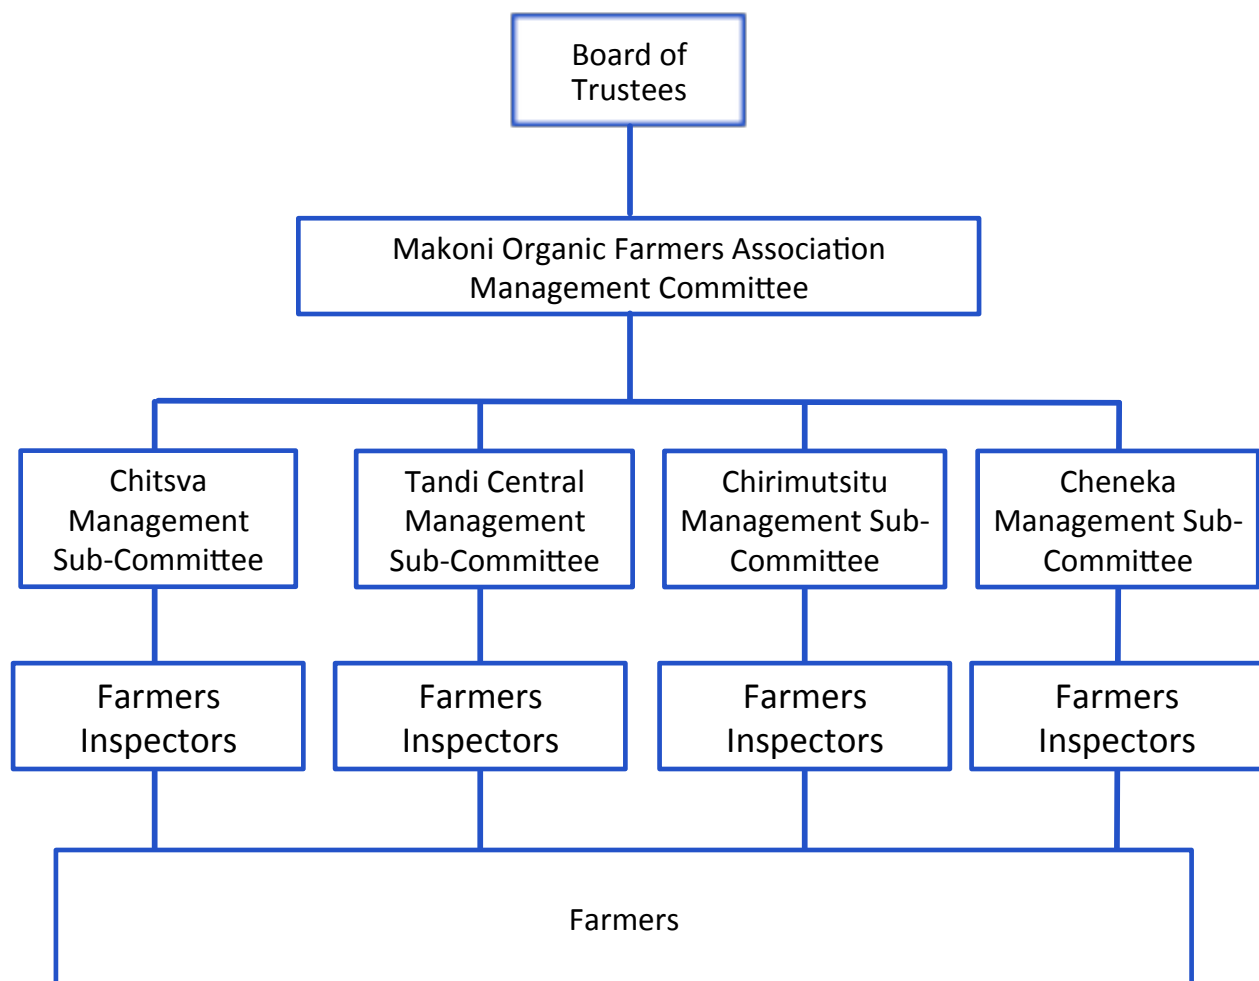 Board of
Trustees
Makoni Organic Farmers Association
Management Committee
Chitsva
Management
Sub-Committee
Tandi Central
Management
Sub-Committee
Chirimutsitu
Management Sub-
Committee
Cheneka
Management Sub-
Committee
Farmers
Inspectors
Farmers
Inspectors
Farmers
Inspectors
Farmers
Inspectors
Farmers